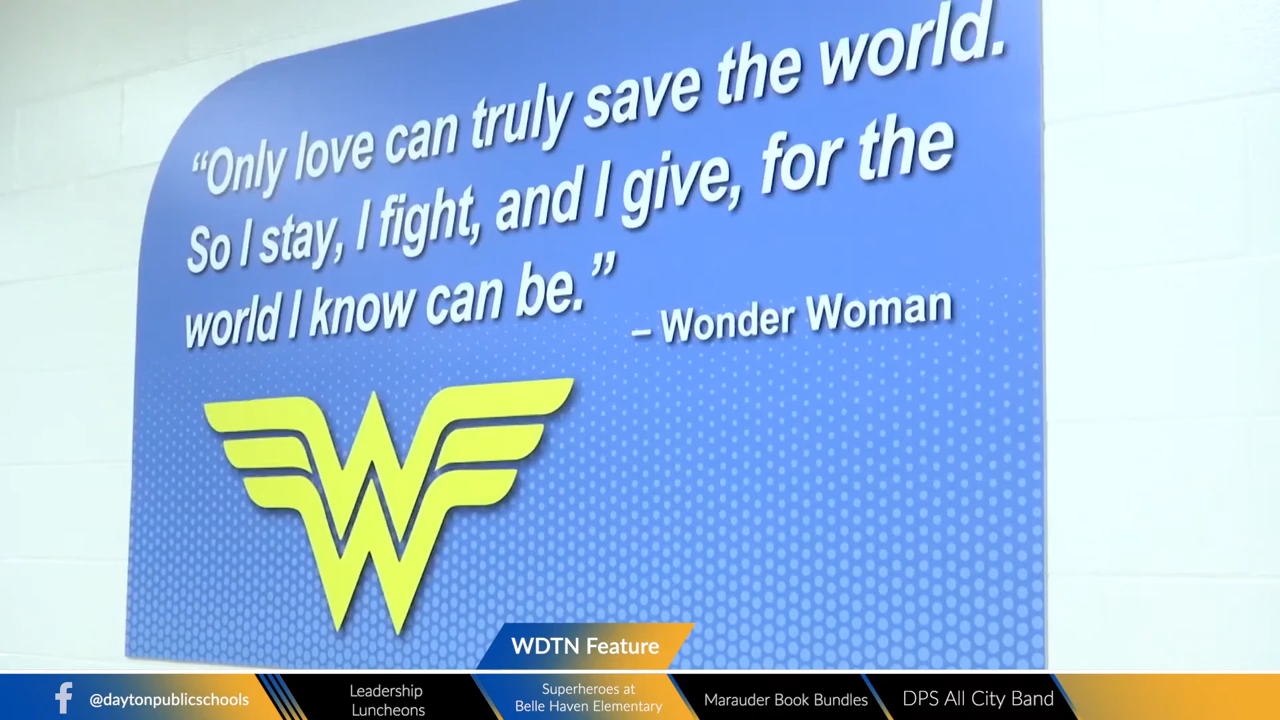 “Only love can truly save the world.
So I stay, I fight, and I give, for the
world I know can be.”
– Wonder Woman
W
WDTN Feature
@daytonpublicschools
Leadership
Luncheons
Superheroes at
Belle Haven Elementary
Marauder Book Bundles
DPS All City Band